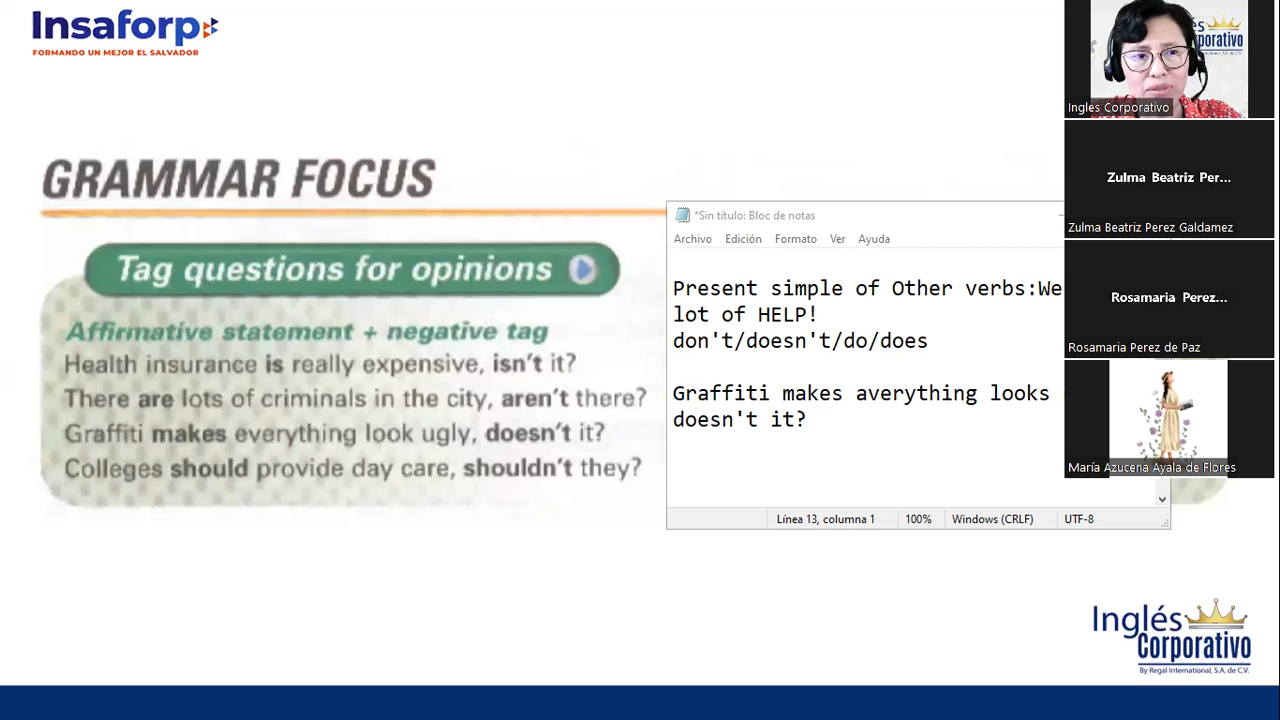 Insaforp
FORMANDO UN MEJOR EL SALVADOR
GRAMMAR FOCUS
Tag questions for opinions
Affirmative statement + negative tag
Health insurance is really expensive, isn't it?
There are lots of criminals in the city, aren't there?
Graffiti makes everything look ugly, doesn't it?
Colleges should provide day care, shouldn't they?
*Sin título: Bloc de notas
Archivo Edición Formato Ver Ayuda
Present simple of Other verbs:We
lot of HELP!
don't/doesn't/do/does
Graffiti makes averything looks
doesn't it?
Línea 13, columna 1 100% Windows (CRLF) UTF-8
Corporativo
Ingles Corporativo
Zulma Beatriz Per...
Zulma Beatriz Perez Galdamez
Rosamaria Perez...
Rosamaria Perez de Paz
María Azucena Ayala de Flores
Inglés
Corporativo
By Regal International, S.A. de C.V.